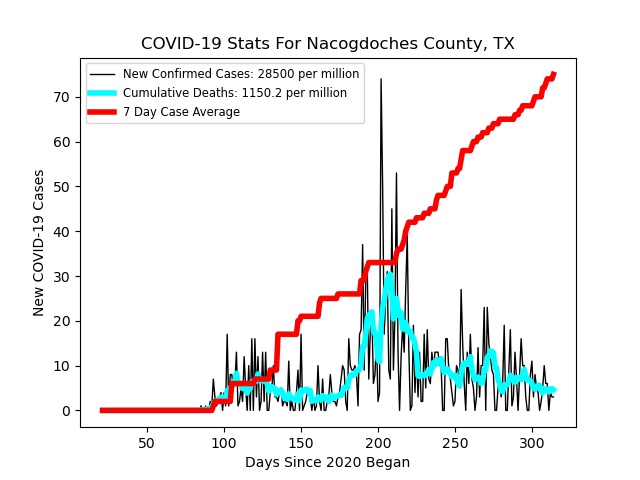 COVID-19 Stats For Nacogdoches County, TX
New Confirmed Cases: 28500 per million
Cumulative Deaths: 1150.2 per million
7 Day Case Average
New COVID-19 Cases
70
60
50
40
30
20
10
0
50 100 150 200 250 300
Days Since 2020 Began